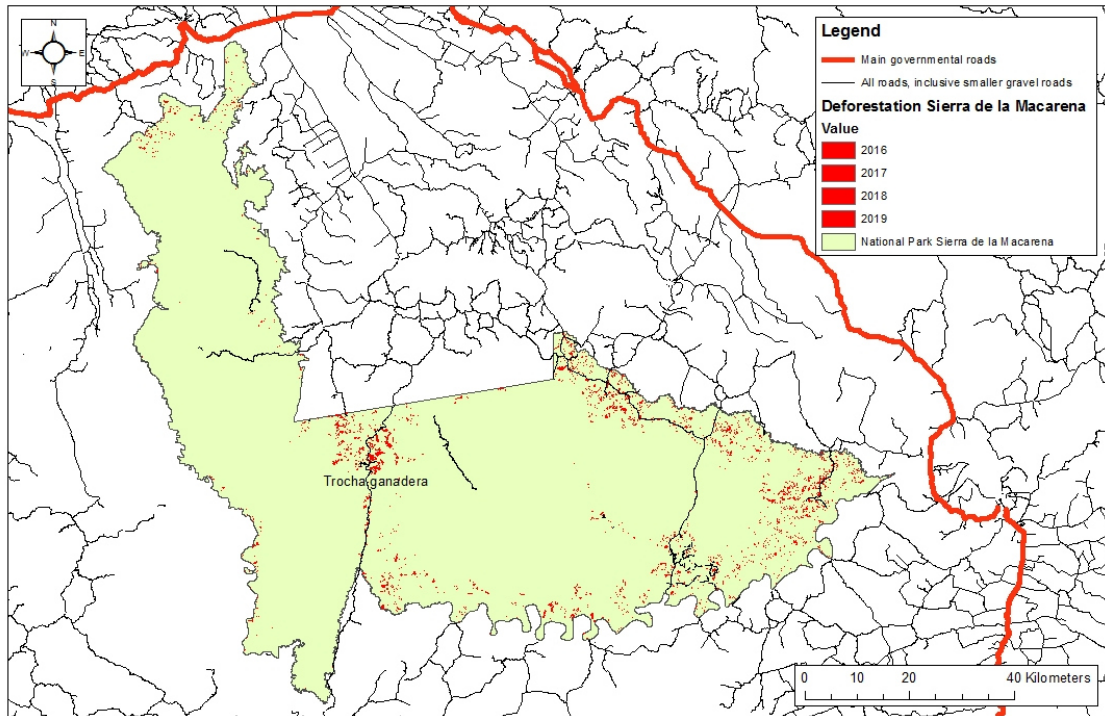 N
W
E
S
Legend
Main governmental roads
All roads, inclusive smaller gravel roads
Deforestation Sierra de la Macarena
Value
2016
2017
2018
2019
National Park Sierra de la Macarena
Trocha ganadera
0 10 20 40 Kilometers